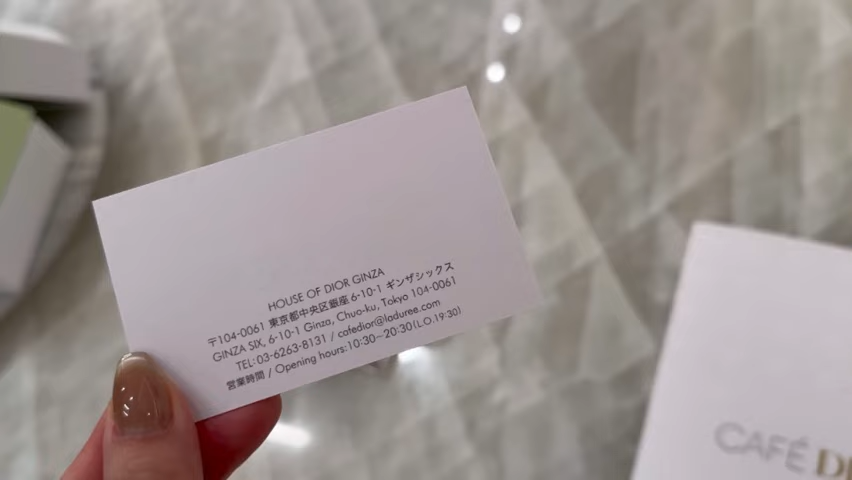 HOUSE OF DIOR GINZA
〒104-0061 東京都中央区銀座 6-10-1 ギンザシックス
GINZA SIX, 6-10-1 Ginza, Chuo-ku, Tokyo 104-0061
TEL:03-6263-8131 / cafedior@laduree.com
営業時間 / Opening hours:10:30—20:30(L.O.19:30)
CAFÉ DI